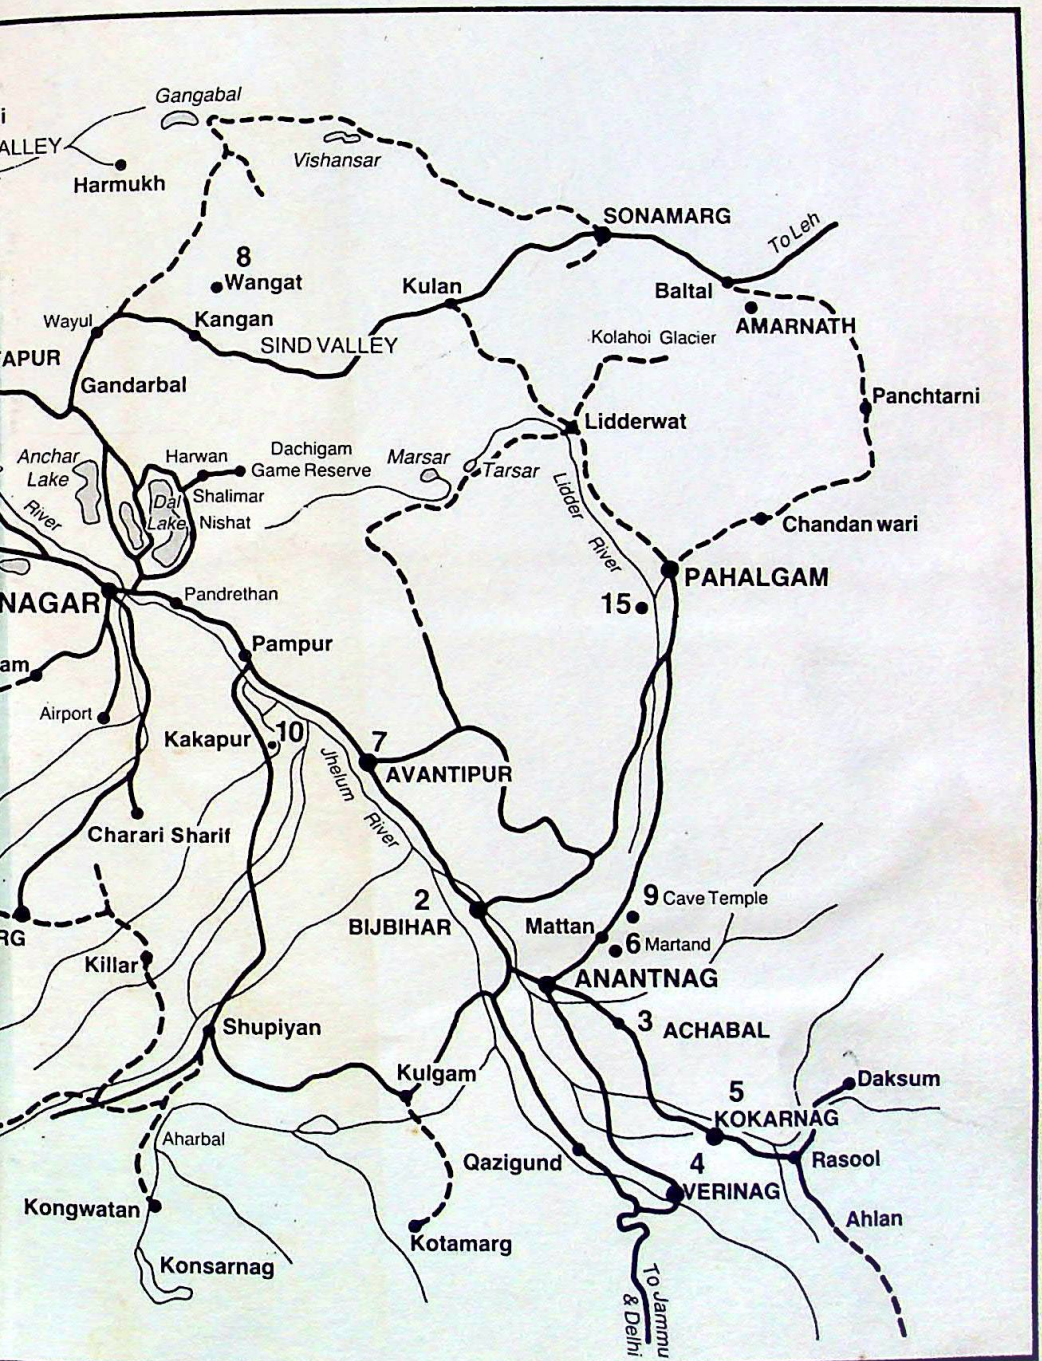 Gangabal
i
ALLEY
Vishansar
Harmukh
SONAMARG
To Leh
8
Wangat
Kulan
Baltal
Wayul
Kangan
AMARNATH
SIND VALLEY
Kolahoi Glacier
APUR
Gandarbal
Panchtarni
Lidderwat
Anchar
Lake
Harwan
Dachigam
Game Reserve
Marsar
Tarsar
Dal
Lake
Shalimar
Nishat
River
Lidder
River
Chandanwari
PAHALGAM
NAGAR
Pandrethan
15
Pampur
am
Airport
Kakapur
10
7
AVANTIPUR
Jhelum
River
Charari Sharif
2
BIJBIHAR
9 Cave Temple
Mattan
6 Martand
RG
Killar
ANANTNAG
Shupiyan
3 ACHABAL
Kulgam
Daksum
5
KOKARNAG
Aharbal
Qazigund
Rasool
4
VERINAG
Kongwatan
Ahlan
Kotamarg
Konsarnag
To Jammu
& Delhi